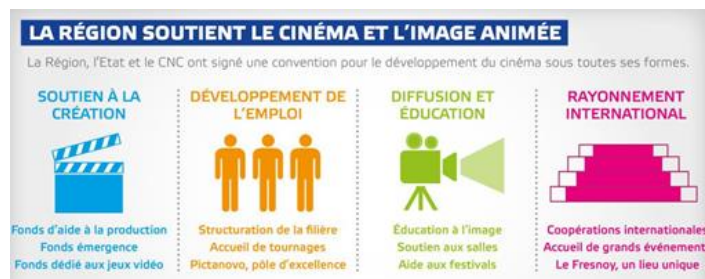 LA RÉGION SOUTIENT LE CINÉMA ET L'IMAGE ANIMÉE
La Région, l'Etat et le CNC ont signé une convention pour le développement du cinéma sous toutes ses formes.
SOUTIEN À LA
CRÉATION
Fonds d'aide à la production
Fonds émergence
Fonds dédié aux jeux vidéo
DÉVELOPPEMENT DE
L'EMPLOI
Structuration de la filière
Accueil de tournages
Pictanovo, pôle d'excellence
DIFFUSION ET
ÉDUCATION
Éducation à l'image
Soutien aux salles
Aide aux festivals
RAYONNEMENT
INTERNATIONAL
Coopérations internationales
Accueil de grands événement
Le Fresnoy, un lieu unique